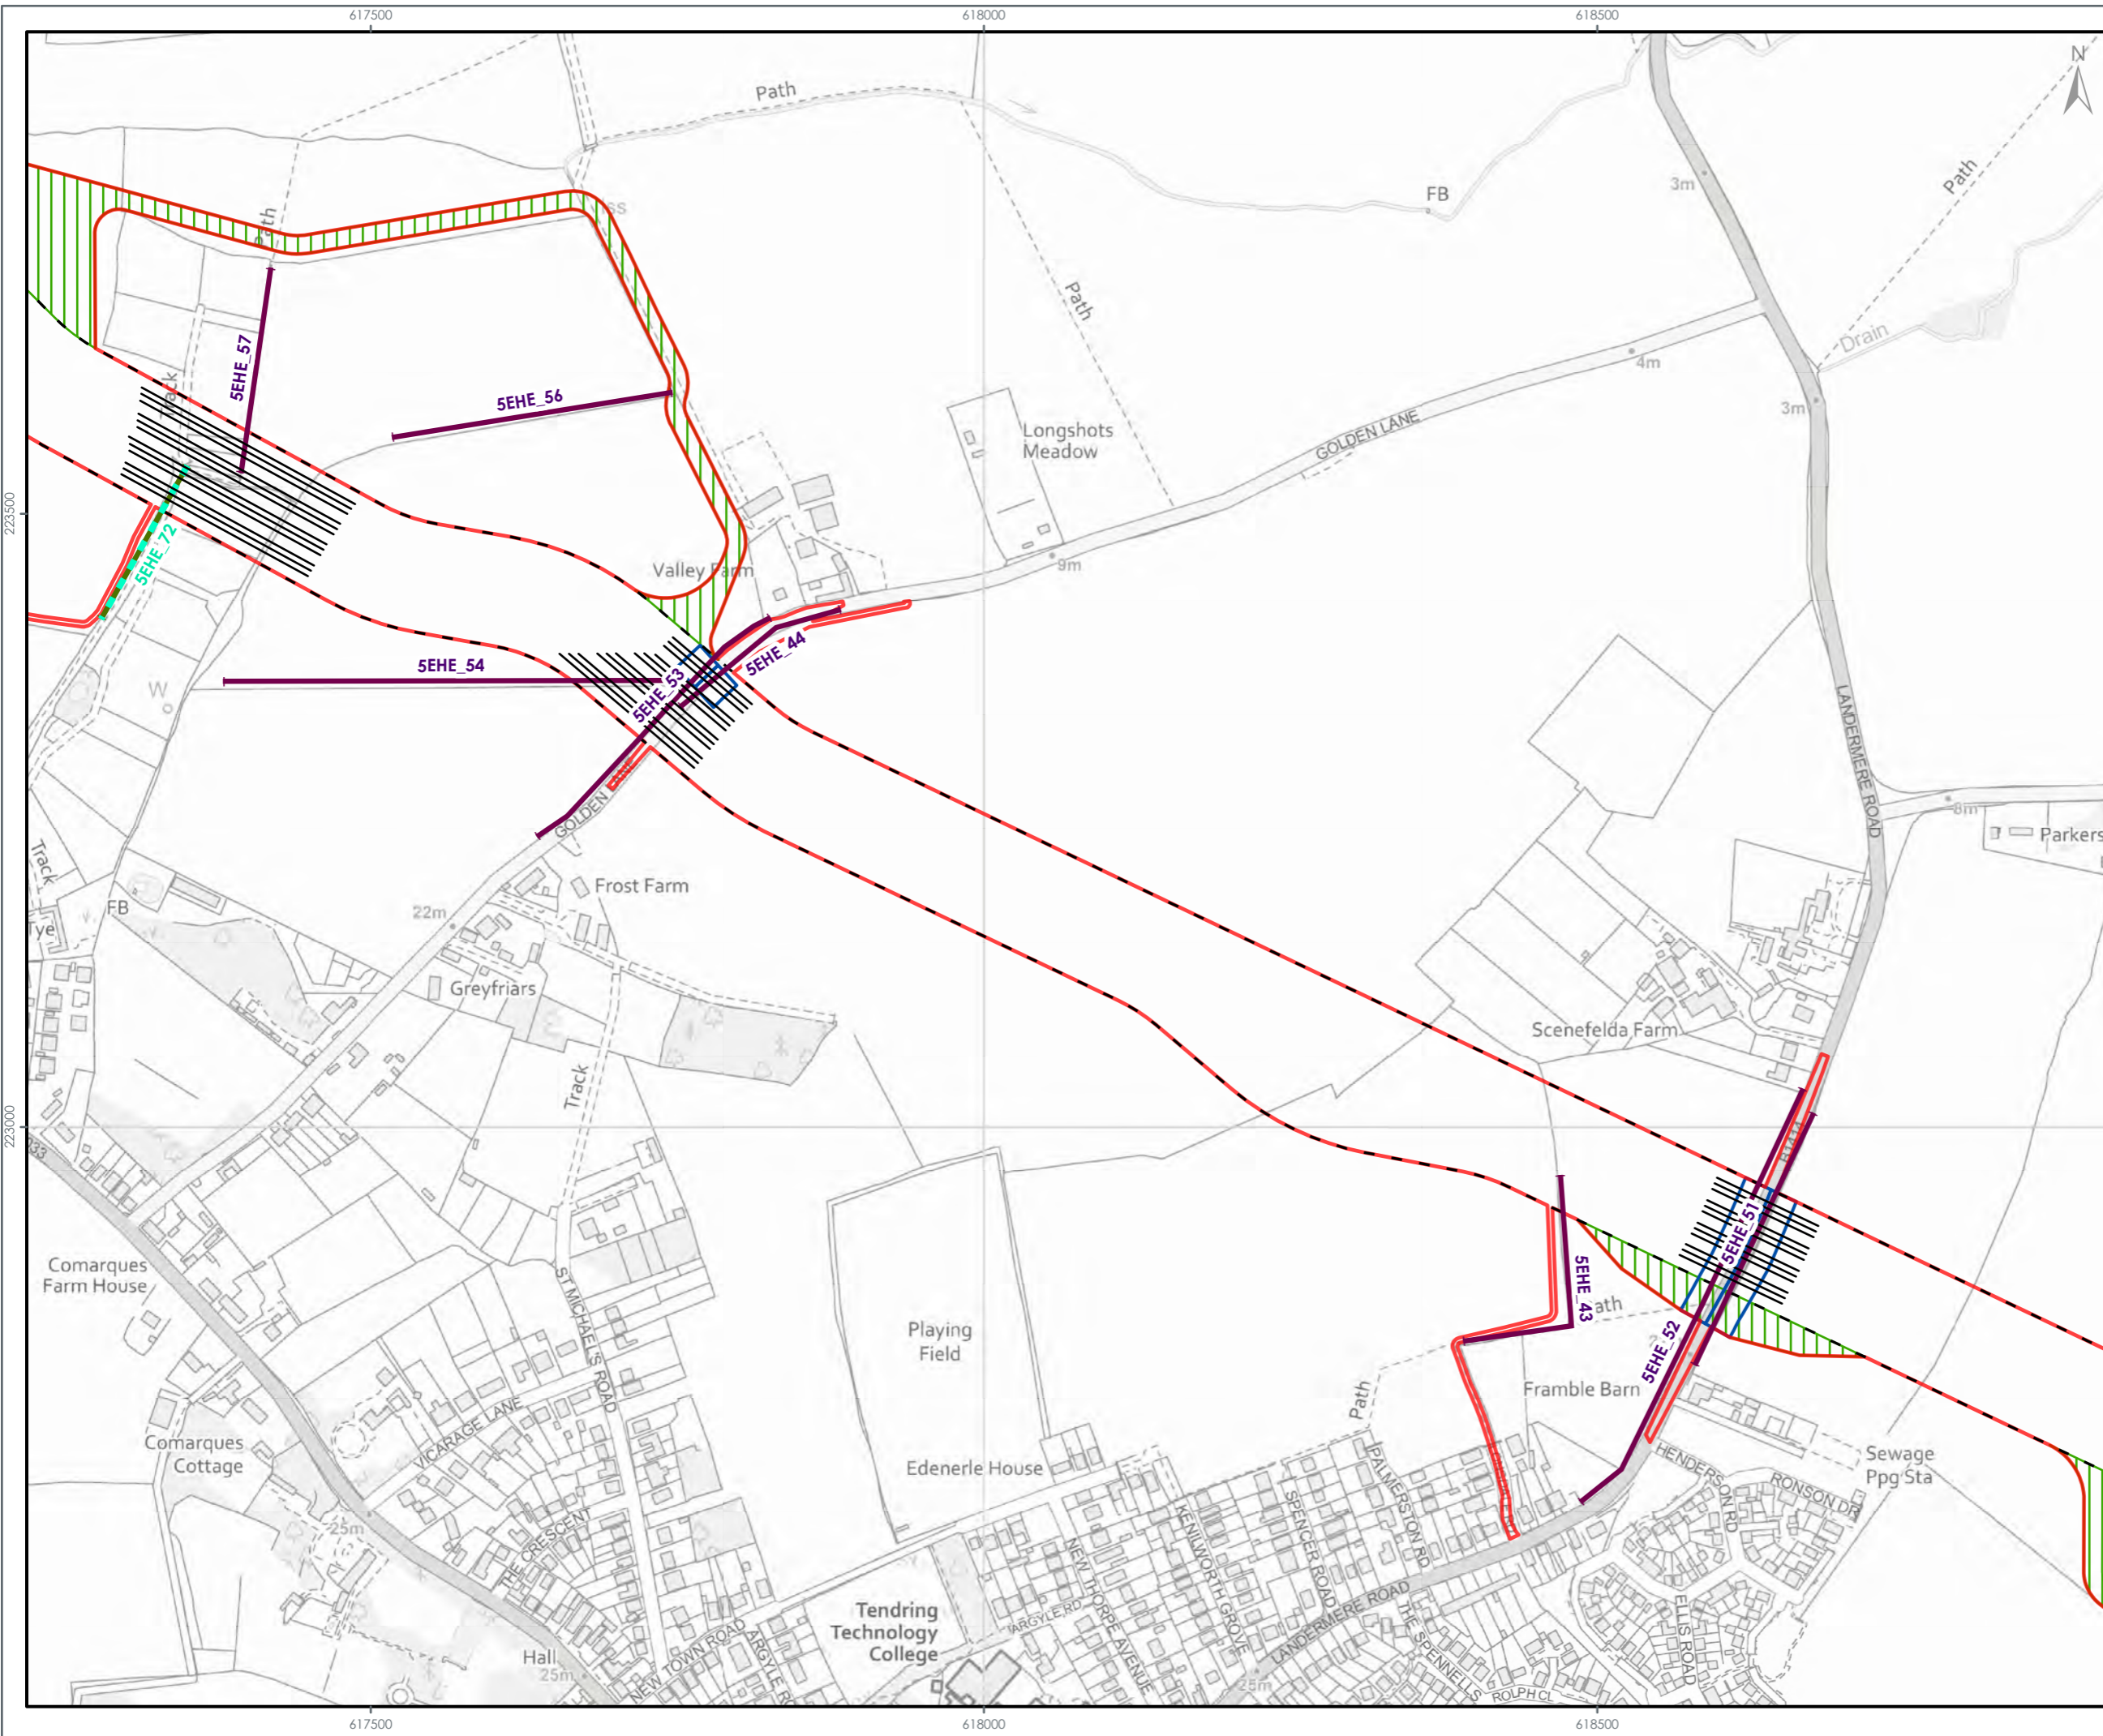 617500
618000
618500
N
Path
FB
3m
Path
Path
Path
Drain
4m
3m
5EHE_57
Track
5EHE_56
Longshots
Meadow
GOLDEN LANE
223500
5EHE_72
Valley Farm
9m
5EHE_54
5EHE_53
5EHE_44
W
LANDERMERE ROAD
GOLDEN
8m
Parkers
Track
Frost Farm
FB
22m
Tye
Greyfriars
Scenefelda Farm
Track
223000
B1414
Comarques
Farm House
ST MICHAEL'S ROAD
5EHE_51
5EHE_43
ath
Playing
Field
5EHE_52
Framble Barn
Path
VICARAGE LANE
Comarques
Cottage
Edenerle House
HENDERSON RD
RONSON DR
Sewage
Ppg Sta
PALMERSTON RD
SPENCER ROAD
KENILWORTH GROVE
25m
THE CRESCENT
NEW THORPE AVENUE
ELLIS ROAD
LANDERMERE ROAD
Tendring
Technology
College
ARGYLE RD
THE SPENNELLS
Hall
25m
NEW TOWN ROAD
ARGYLE RO
25m
ROLPH CL
617500
618000
618500